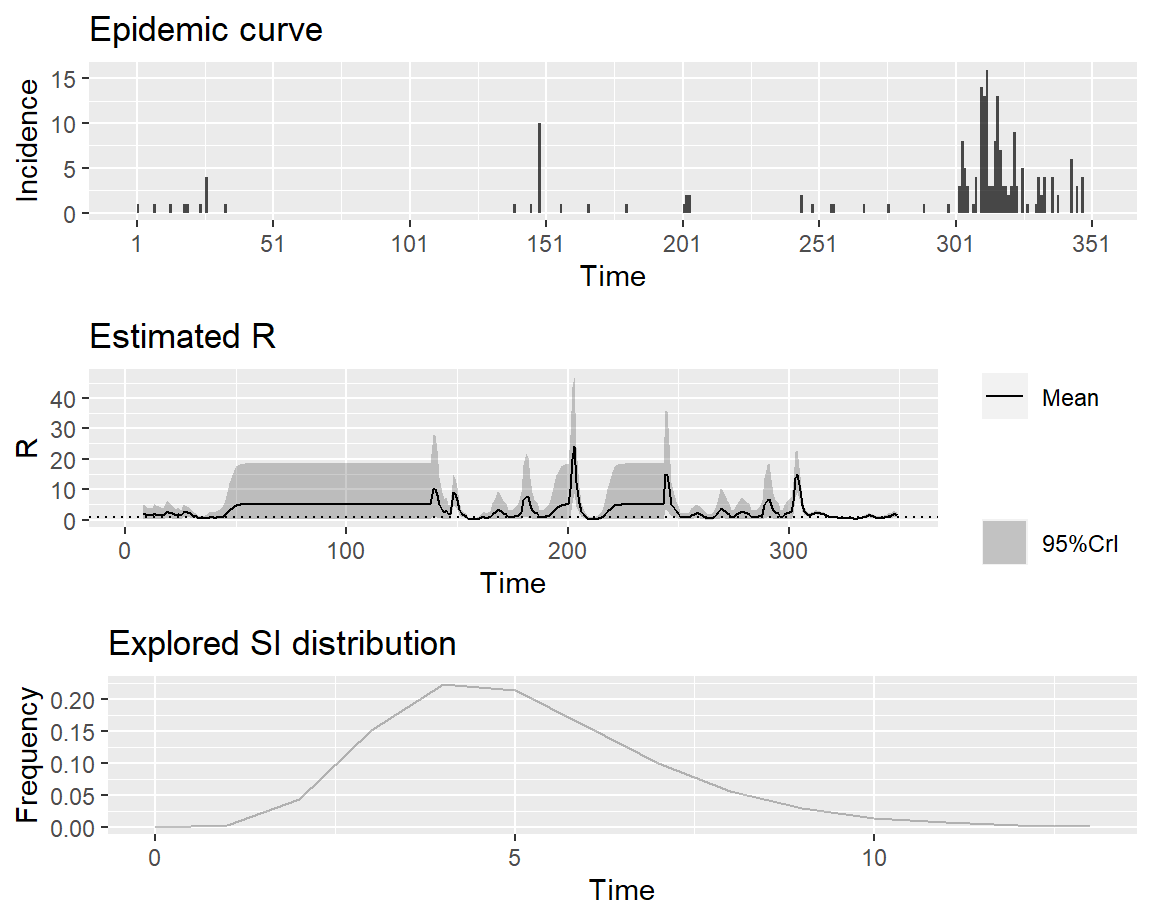 Epidemic curve
Incidence
15
10
5
0
1 51 101 151 201 251 301 351
Time
Estimated R
R
40
30
20
10
0
0 100 200 300
Time
Mean
95%CrI
Explored SI distribution
Frequency
0.20
0.15
0.10
0.05
0.00
0 5 10
Time